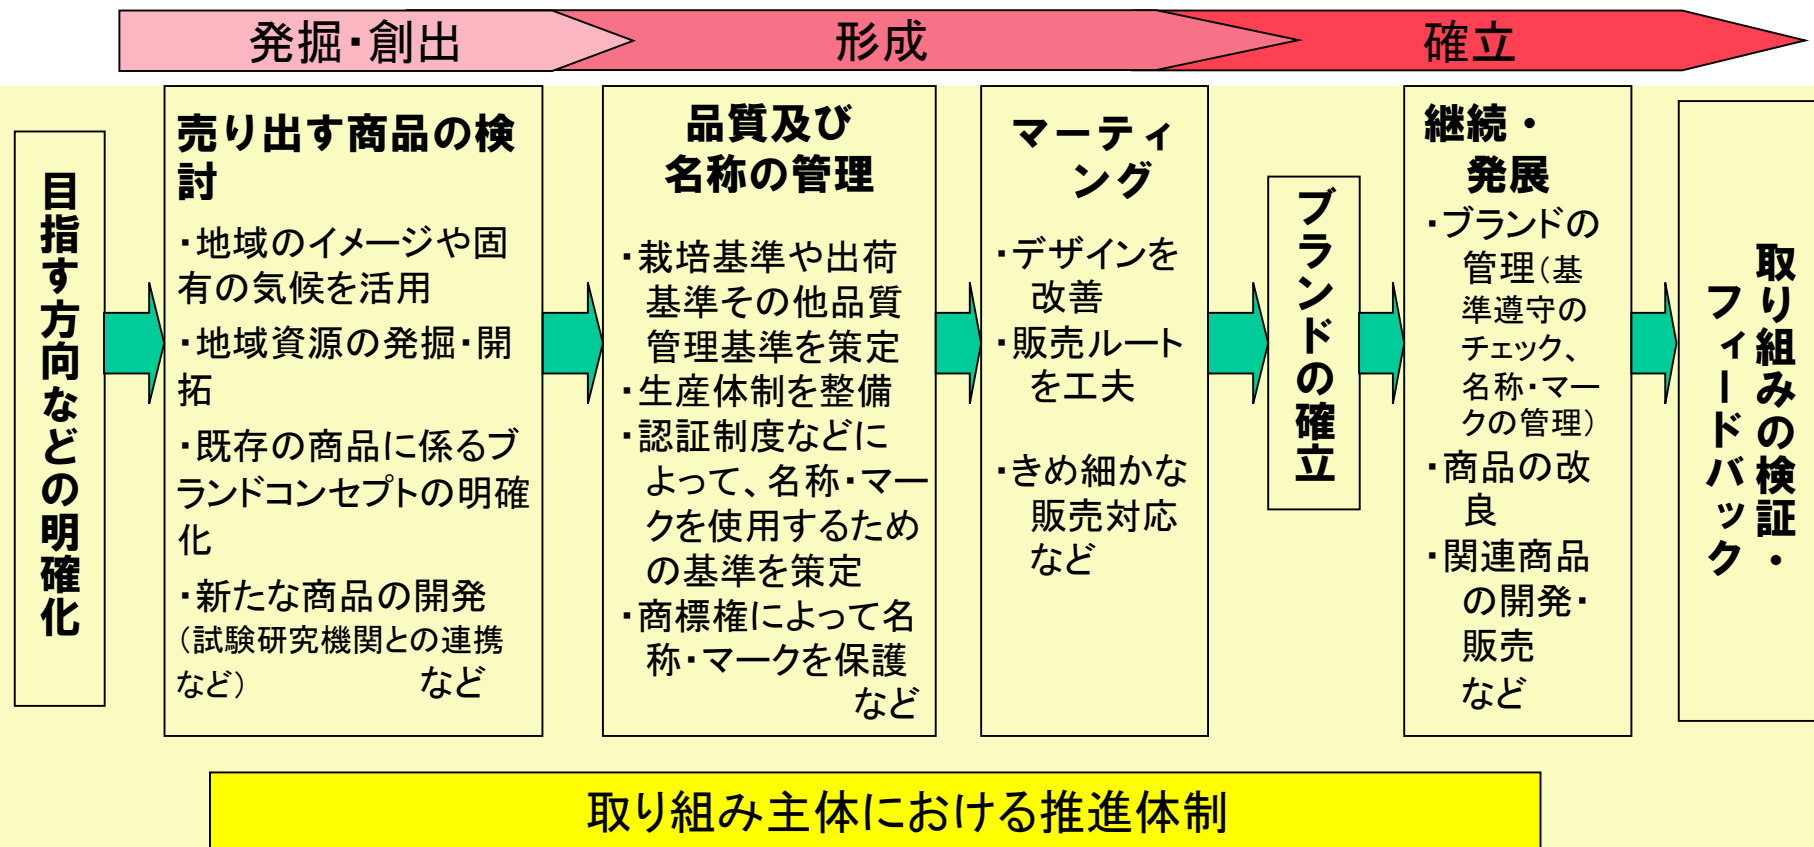 発掘・創出
形成
確立
目指す方向などの明確化
売り出す商品の検
討
・地域のイメージや固
有の気候を活用
・地域資源の発掘・開
拓
・既存の商品に係るブ
ランドコンセプトの明確
化
・新たな商品の開発
（試験研究機関との連携
など）　など
品質及び
名称の管理
・栽培基準や出荷
基準その他品質
管理基準を策定
・生産体制を整備
・認証制度などに
よって、名称・マー
クを使用するため
の基準を策定
・商標権によって名
称・マークを保護
など
マーティ
ング
・デザインを
改善
・販売ルート
を工夫
・きめ細かな
販売対応
など
ブランドの確立
継続・
発展
・ブランドの
管理（基
準遵守の
チェック、
名称・マー
クの管理）
・商品の改
良
・関連商品
の開発・
販売
など
取り組みの検証・
フィードバック
取り組み主体における推進体制